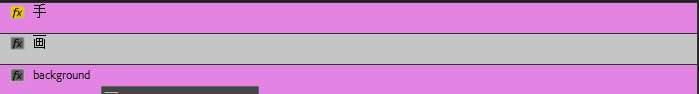 fx 手
fx 画
fx background